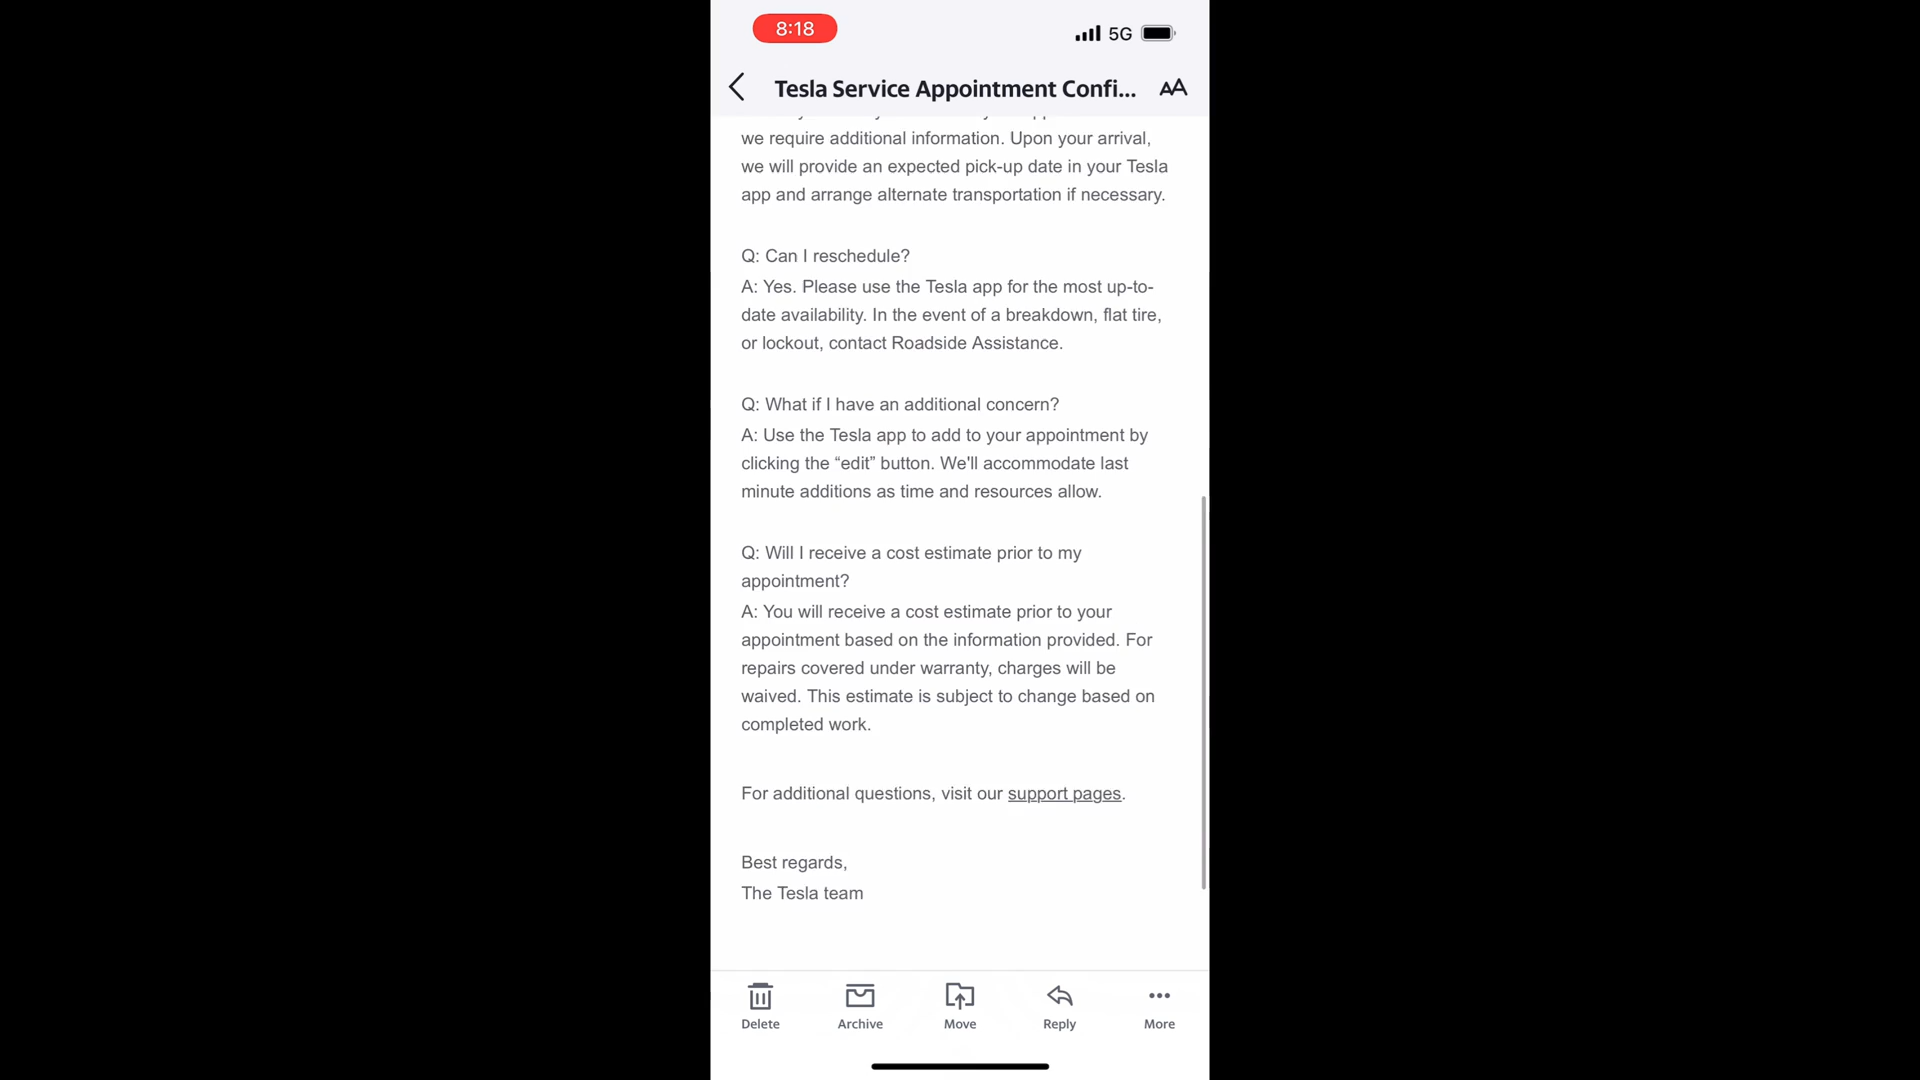 8:18
5G
Tesla Service Appointment Confi...
AA
we require additional information. Upon your arrival,
we will provide an expected pick-up date in your Tesla
app and arrange alternate transportation if necessary.
Q: Can I reschedule?
A: Yes. Please use the Tesla app for the most up-to-
date availability. In the event of a breakdown, flat tire,
or lockout, contact Roadside Assistance.
Q: What if I have an additional concern?
A: Use the Tesla app to add to your appointment by
clicking the “edit” button. We'll accommodate last
minute additions as time and resources allow.
Q: Will I receive a cost estimate prior to my
appointment?
A: You will receive a cost estimate prior to your
appointment based on the information provided. For
repairs covered under warranty, charges will be
waived. This estimate is subject to change based on
completed work.
For additional questions, visit our support pages.
Best regards,
The Tesla team
Delete Archive Move Reply More